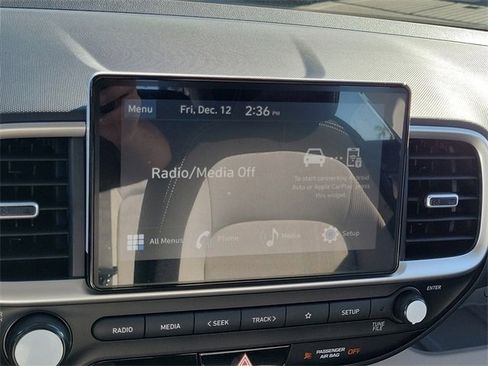 Menu Fri, Dec. 12 2:36 PM
Radio/Media Off
To start connecting Android
Auto or Apple CarPlay, press
this widget.
All Menus Phone Media Setup
ENTER
RADIO MEDIA < SEEK TRACK > SETUP
TUNE
FILE
PASSENGER
AIR BAG OFF